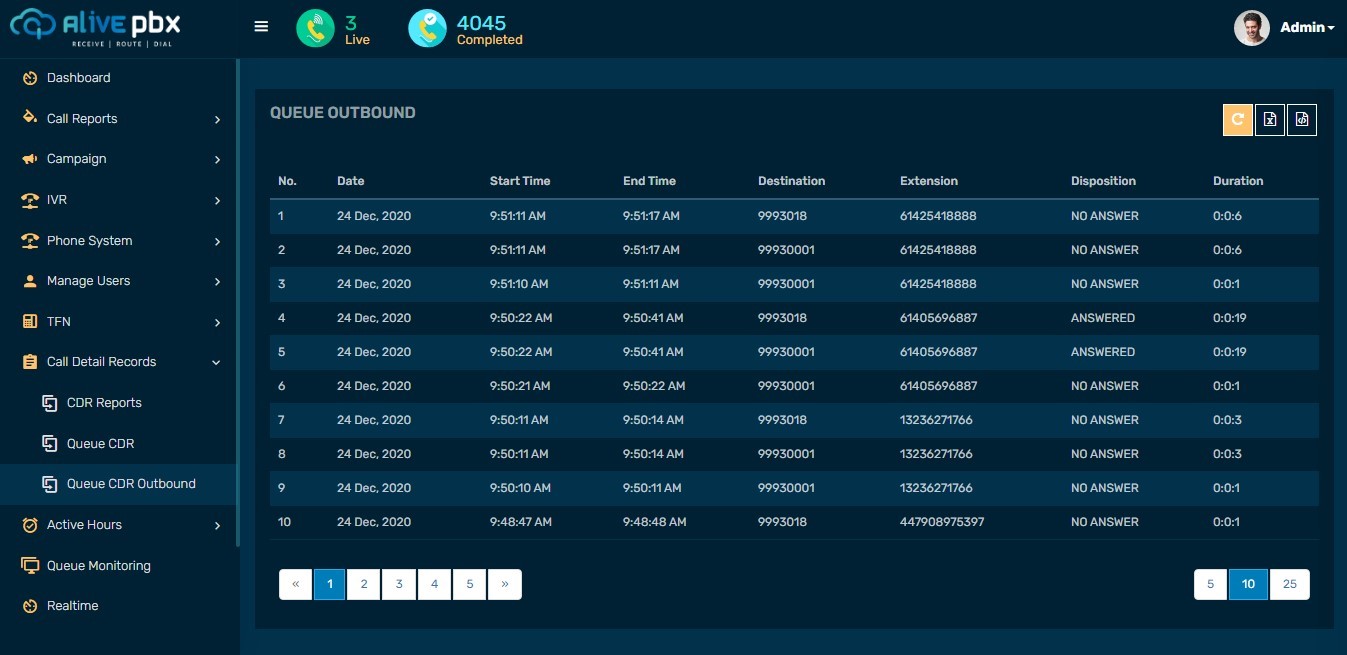 Alive pbx
RECEIVE | ROUTE | DIAL
3
Live
4045
Completed
Admin
Dashboard
Call Reports
Campaign
IVR
Phone System
Manage Users
TFN
Call Detail Records
CDR Reports
Queue CDR
Queue CDR Outbound
Active Hours
Queue Monitoring
Realtime
QUEUE OUTBOUND
No. Date Start Time End Time Destination Extension Disposition Duration
1 24 Dec, 2020 9:51:11 AM 9:51:17 AM 9993018 61425418888 NO ANSWER 0:0:6
2 24 Dec, 2020 9:51:11 AM 9:51:17 AM 99930001 61425418888 NO ANSWER 0:0:6
3 24 Dec, 2020 9:51:10 AM 9:51:11 AM 99930001 61425418888 NO ANSWER 0:0:1
4 24 Dec, 2020 9:50:22 AM 9:50:41 AM 9993018 61405696887 ANSWERED 0:0:19
5 24 Dec, 2020 9:50:22 AM 9:50:41 AM 99930001 61405696887 ANSWERED 0:0:19
6 24 Dec, 2020 9:50:21 AM 9:50:22 AM 99930001 61405696887 NO ANSWER 0:0:1
7 24 Dec, 2020 9:50:11 AM 9:50:14 AM 9993018 13236271766 NO ANSWER 0:0:3
8 24 Dec, 2020 9:50:11 AM 9:50:14 AM 99930001 13236271766 NO ANSWER 0:0:3
9 24 Dec, 2020 9:50:10 AM 9:50:11 AM 99930001 13236271766 NO ANSWER 0:0:1
10 24 Dec, 2020 9:48:47 AM 9:48:48 AM 9993018 447908975397 NO ANSWER 0:0:1
« 1 2 3 4 5 » 5 10 25